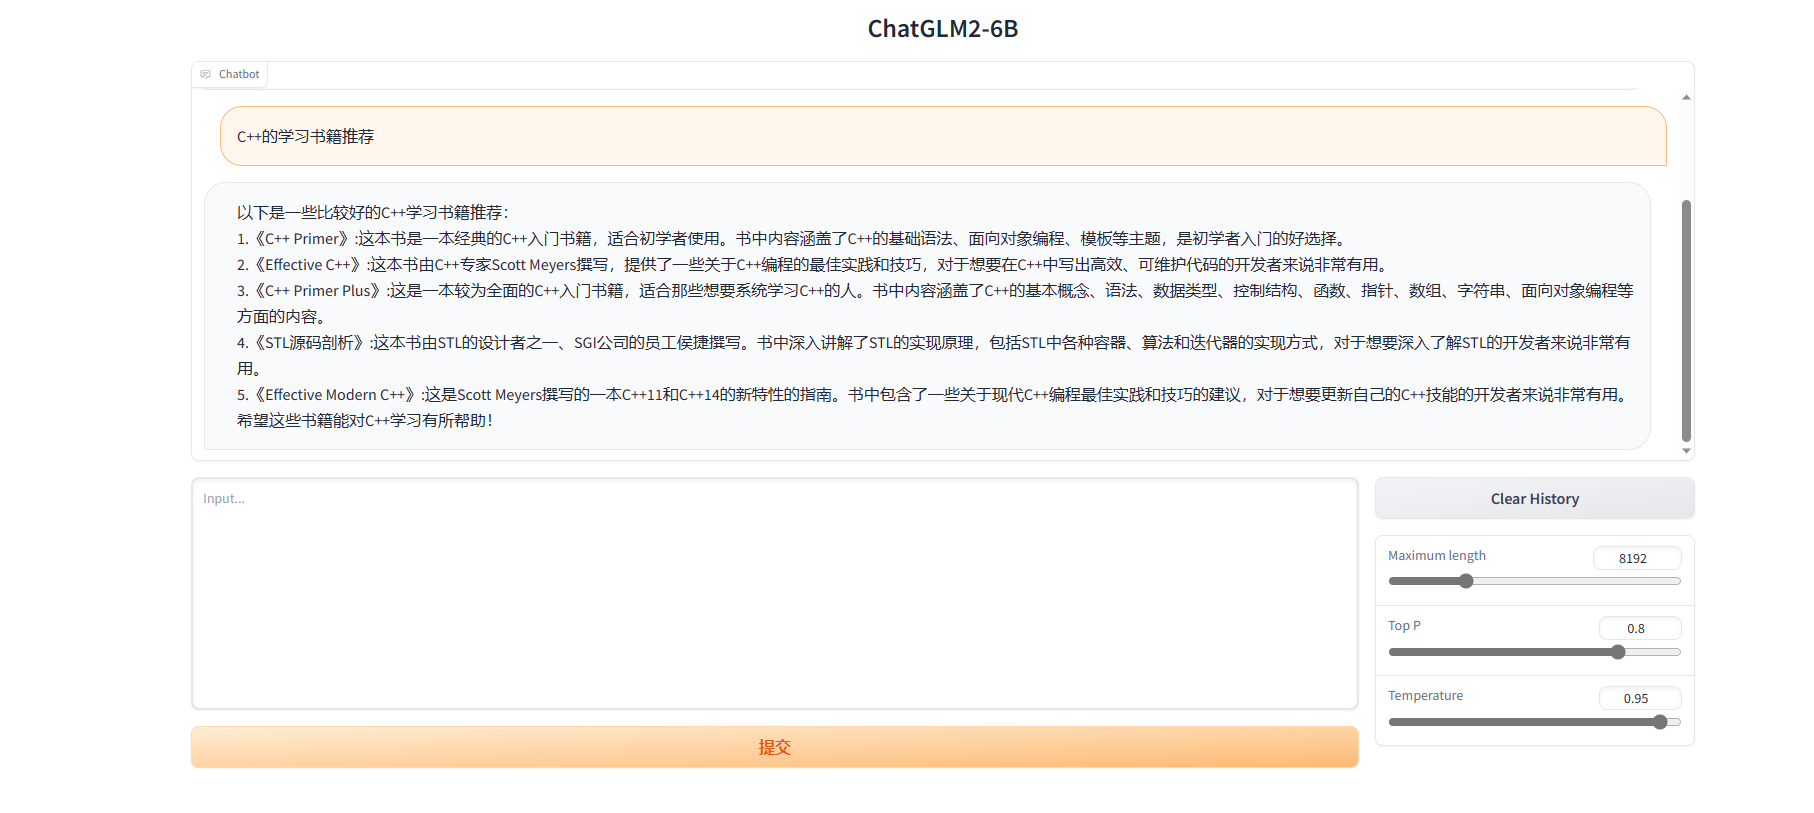 ChatGLM2-6B
Chatbot
C++的学习书籍推荐
以下是一些比较好的C++学习书籍推荐：
1.《C++ Primer》:这本书是一本经典的C++入门书籍，适合初学者使用。书中内容涵盖了C++的基础语法、面向对象编程、模板等主题，是初学者入门的好选择。
2.《Effective C++》:这本书由C++专家Scott Meyers撰写，提供了一些关于C++编程的最佳实践和技巧，对于想要在C++中写出高效、可维护代码的开发者来说非常有用。
3.《C++ Primer Plus》:这是一本较为全面的C++入门书籍，适合那些想要系统学习C++的人。书中内容涵盖了C++的基本概念、语法、数据类型、控制结构、函数、指针、数组、字符串、面向对象编程等
方面的内容。
4.《STL源码剖析》:这本书由STL的设计者之一、SGI公司的员工侯捷撰写。书中深入讲解了STL的实现原理，包括STL中各种容器、算法和迭代器的实现方式，对于想要深入了解STL的开发者来说非常有
用。
5.《Effective Modern C++》:这是Scott Meyers撰写的一本C++11和C++14的新特性的指南。书中包含了一些关于现代C++编程最佳实践和技巧的建议，对于想要更新自己的C++技能的开发者来说非常有用。
希望这些书籍能对C++学习有所帮助！
Input...
Clear History
Maximum length
8192
Top P
0.8
Temperature
0.95
提交